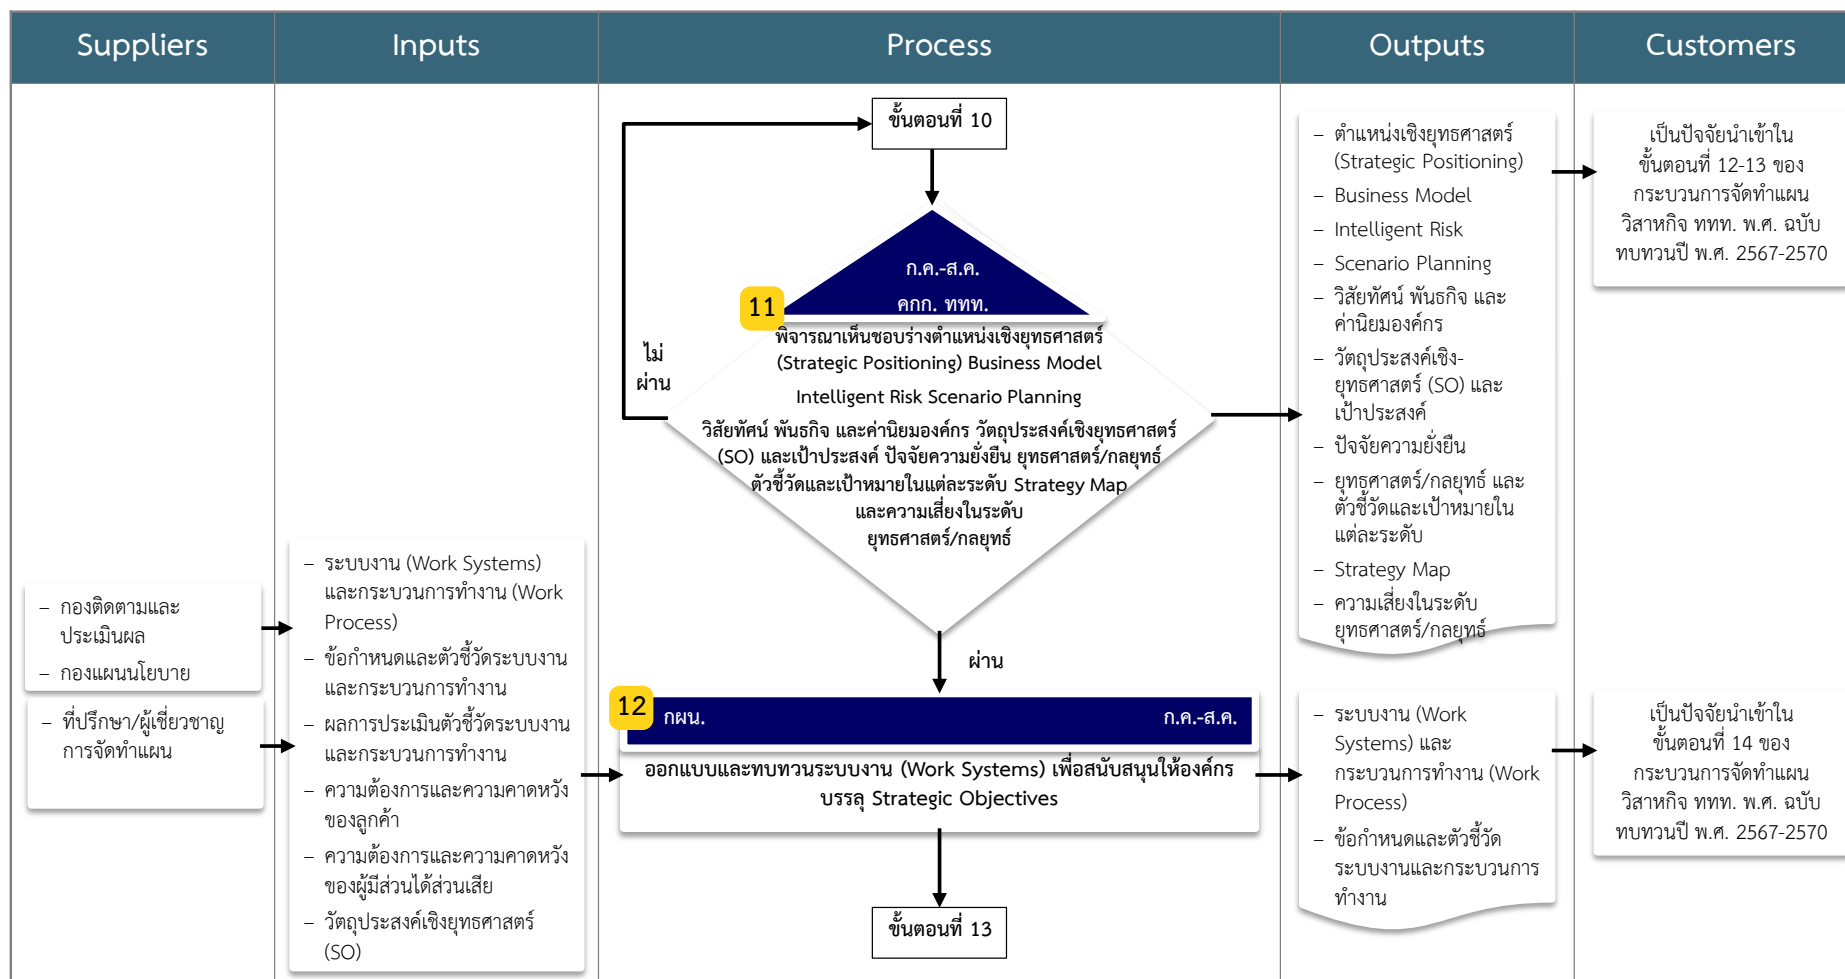 Suppliers
Inputs
Process
Outputs
Customers
ขั้นตอนที่ 10
ก.ค.-ส.ค.
คกก. ททท.
11
พิจารณาเห็นชอบร่างตำแหน่งเชิงยุทธศาสตร์
(Strategic Positioning) Business Model
Intelligent Risk Scenario Planning
วิสัยทัศน์ พันธกิจ และค่านิยมองค์กร วัตถุประสงค์เชิงยุทธศาสตร์
(SO) และเป้าประสงค์ ปัจจัยความยั่งยืน ยุทธศาสตร์/กลยุทธ์
ตัวชี้วัดและเป้าหมายในแต่ละระดับ Strategy Map
และความเสี่ยงในระดับ
ยุทธศาสตร์/กลยุทธ์
ไม่
ผ่าน
ผ่าน
– ตำแหน่งเชิงยุทธศาสตร์
(Strategic Positioning)
– Business Model
– Intelligent Risk
– Scenario Planning
– วิสัยทัศน์ พันธกิจ และ
ค่านิยมองค์กร
– วัตถุประสงค์เชิง-
ยุทธศาสตร์ (SO) และ
เป้าประสงค์
– ปัจจัยความยั่งยืน
– ยุทธศาสตร์/กลยุทธ์ และ
ตัวชี้วัดและเป้าหมายใน
แต่ละระดับ
– Strategy Map
– ความเสี่ยงในระดับ
ยุทธศาสตร์/กลยุทธ์
เป็นปัจจัยนำเข้าใน
ขั้นตอนที่ 12-13 ของ
กระบวนการจัดทำแผน
วิสาหกิจ ททท. พ.ศ. ฉบับ
ทบทวนปี พ.ศ. 2567-2570
– กองติดตามและ
ประเมินผล
– กองแผนนโยบาย
– ที่ปรึกษา/ผู้เชี่ยวชาญ
การจัดทำแผน
– ระบบงาน (Work Systems)
และกระบวนการทำงาน (Work
Process)
– ข้อกำหนดและตัวชี้วัดระบบงาน
และกระบวนการทำงาน
– ผลการประเมินตัวชี้วัดระบบงาน
และกระบวนการทำงาน
– ความต้องการและความคาดหวัง
ของลูกค้า
– ความต้องการและความคาดหวัง
ของผู้มีส่วนได้ส่วนเสีย
– วัตถุประสงค์เชิงยุทธศาสตร์
(SO)
12
กผน.
ก.ค.-ส.ค.
ออกแบบและทบทวนระบบงาน (Work Systems) เพื่อสนับสนุนให้องค์กร
บรรลุ Strategic Objectives
ขั้นตอนที่ 13
– ระบบงาน (Work
Systems) และ
กระบวนการทำงาน (Work
Process)
– ข้อกำหนดและตัวชี้วัด
ระบบงานและกระบวนการ
ทำงาน
เป็นปัจจัยนำเข้าใน
ขั้นตอนที่ 14 ของ
กระบวนการจัดทำแผน
วิสาหกิจ ททท. พ.ศ. ฉบับ
ทบทวนปี พ.ศ. 2567-2570